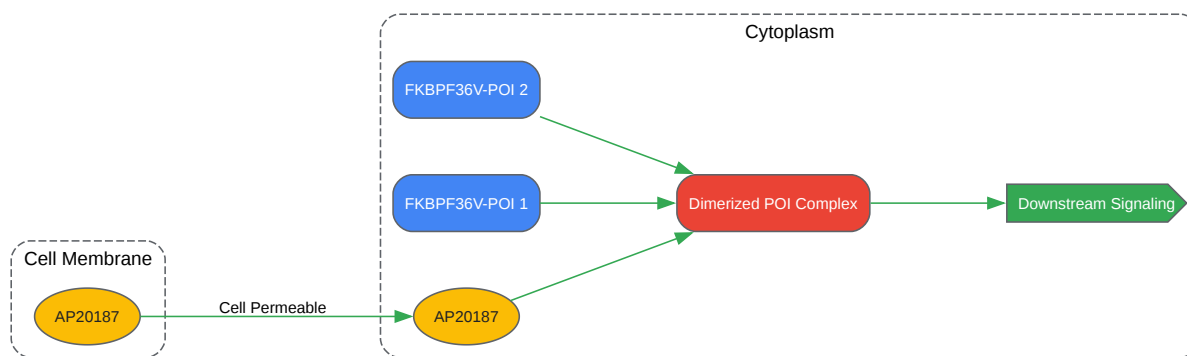 Cytoplasm
FKBPF36V-POI 2
FKBPF36V-POI 1
Dimerized POI Complex
Downstream Signaling
Cell Membrane
AP20187
Cell Permeable
AP20187